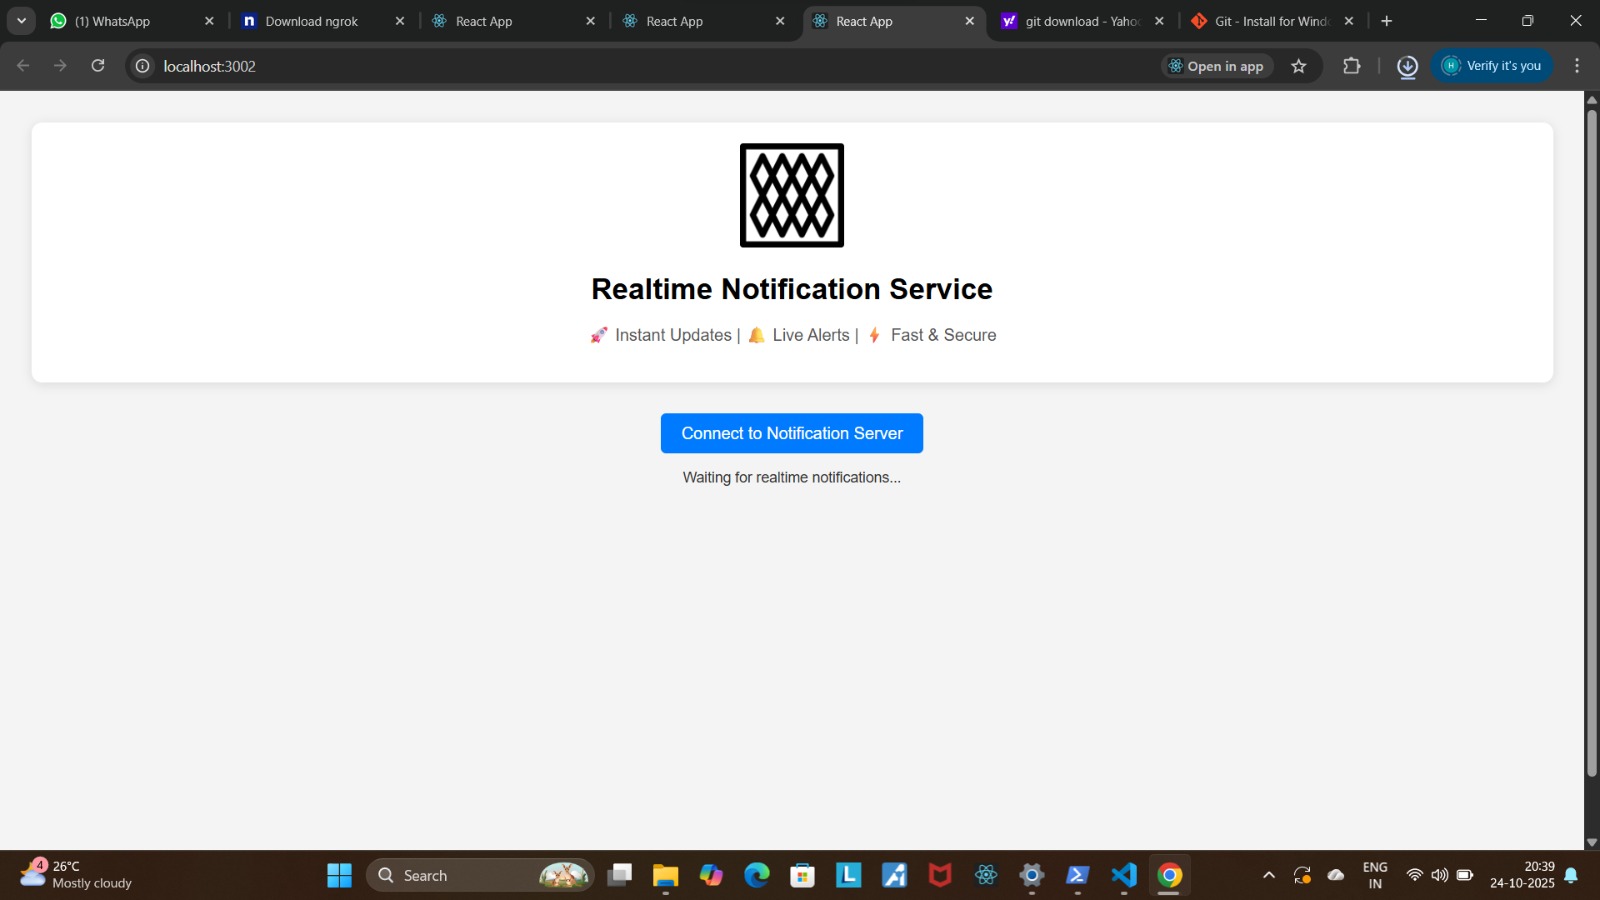 (1) WhatsApp
Download ngrok
React App
React App
React App
git download - Yahoo
Git - Install for Windo
localhost:3002
Open in app
H
Verify it's you
Realtime Notification Service
🚀 Instant Updates | 🔔 Live Alerts | ⚡ Fast & Secure
Connect to Notification Server
Waiting for realtime notifications...
4
26°C
Mostly cloudy
Search
L
ENG
IN
20:39
24-10-2025